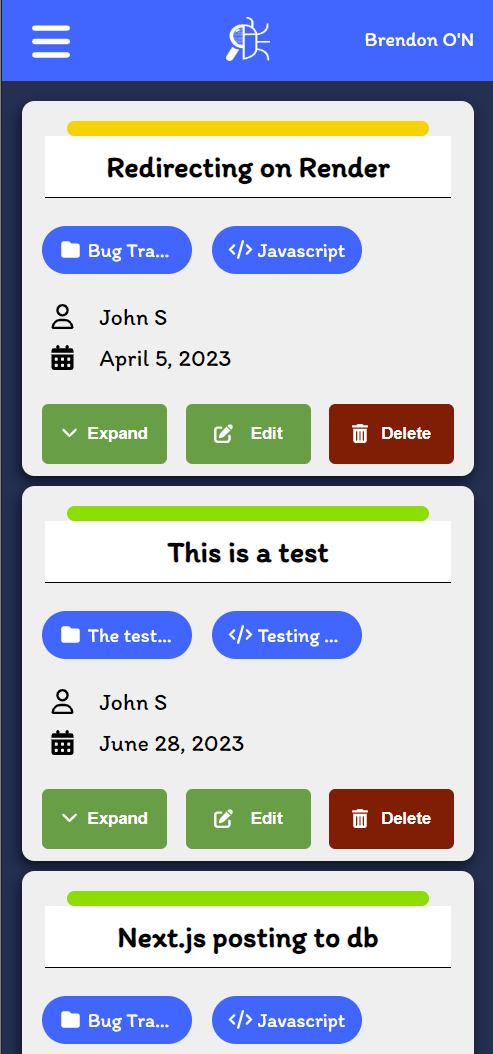 Brendon O'N
Redirecting on Render
Bug Tra... Javascript
John S
April 5, 2023
Expand Edit Delete
This is a test
The test... Testing ...
John S
June 28, 2023
Expand Edit Delete
Next.js posting to db
Bug Tra... Javascript